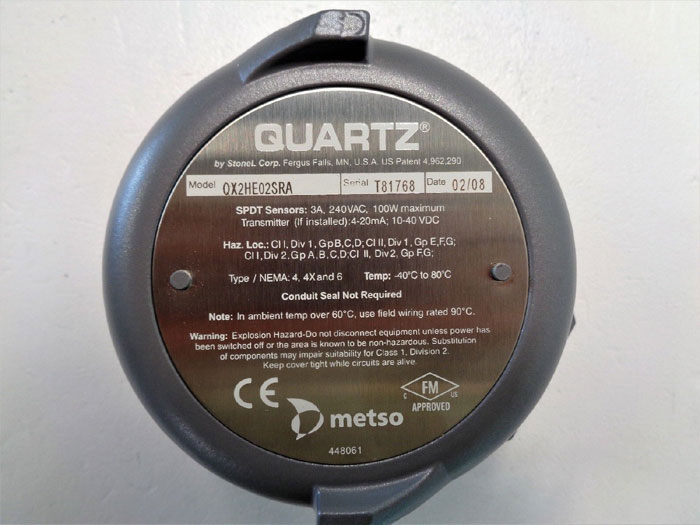 QUARTZ®
by StoneL Corp. Fergus Falls, MN, U.S.A. US Patent 4,962,290
Model QX2HE02SRA Serial T81768 Date 02/08
SPDT Sensors: 3A, 240VAC, 100W maximum
Transmitter (If installed):4-20mA; 10-40 VDC
Haz. Loc.: Cl I, Div 1, Gp B,C,D; Cl II, Div 1, Gp E,F,G;
Cl I, Div 2, Gp A, B, C, D; Cl II, Div2, Gp F,G;
Type / NEMA: 4, 4X and 6 Temp: -40°C to 80°C
Conduit Seal Not Required
Note: In ambient temp over 60°C, use field wiring rated 90°C.
Warning: Explosion Hazard-Do not disconnect equipment unless power has
been switched off or the area is known to be non-hazardous. Substitution
of components may impair suitability for Class 1, Division 2.
Keep cover tight while circuits are alive.
CE
C FM US
APPROVED
metso
448061